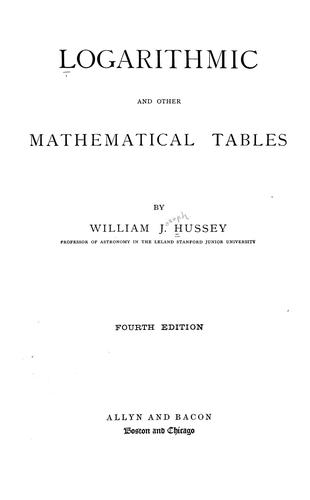 LOGARITHMIC
AND OTHER
MATHEMATICAL TABLES
BY
oseph
WILLIAM J. HUSSEY
PROFESSOR OF ASTRONOMY IN THE LELAND STANFORD JUNIOR UNIVERSITY
FOURTH EDITION
ALLYN AND BACON
Boston and Chicago